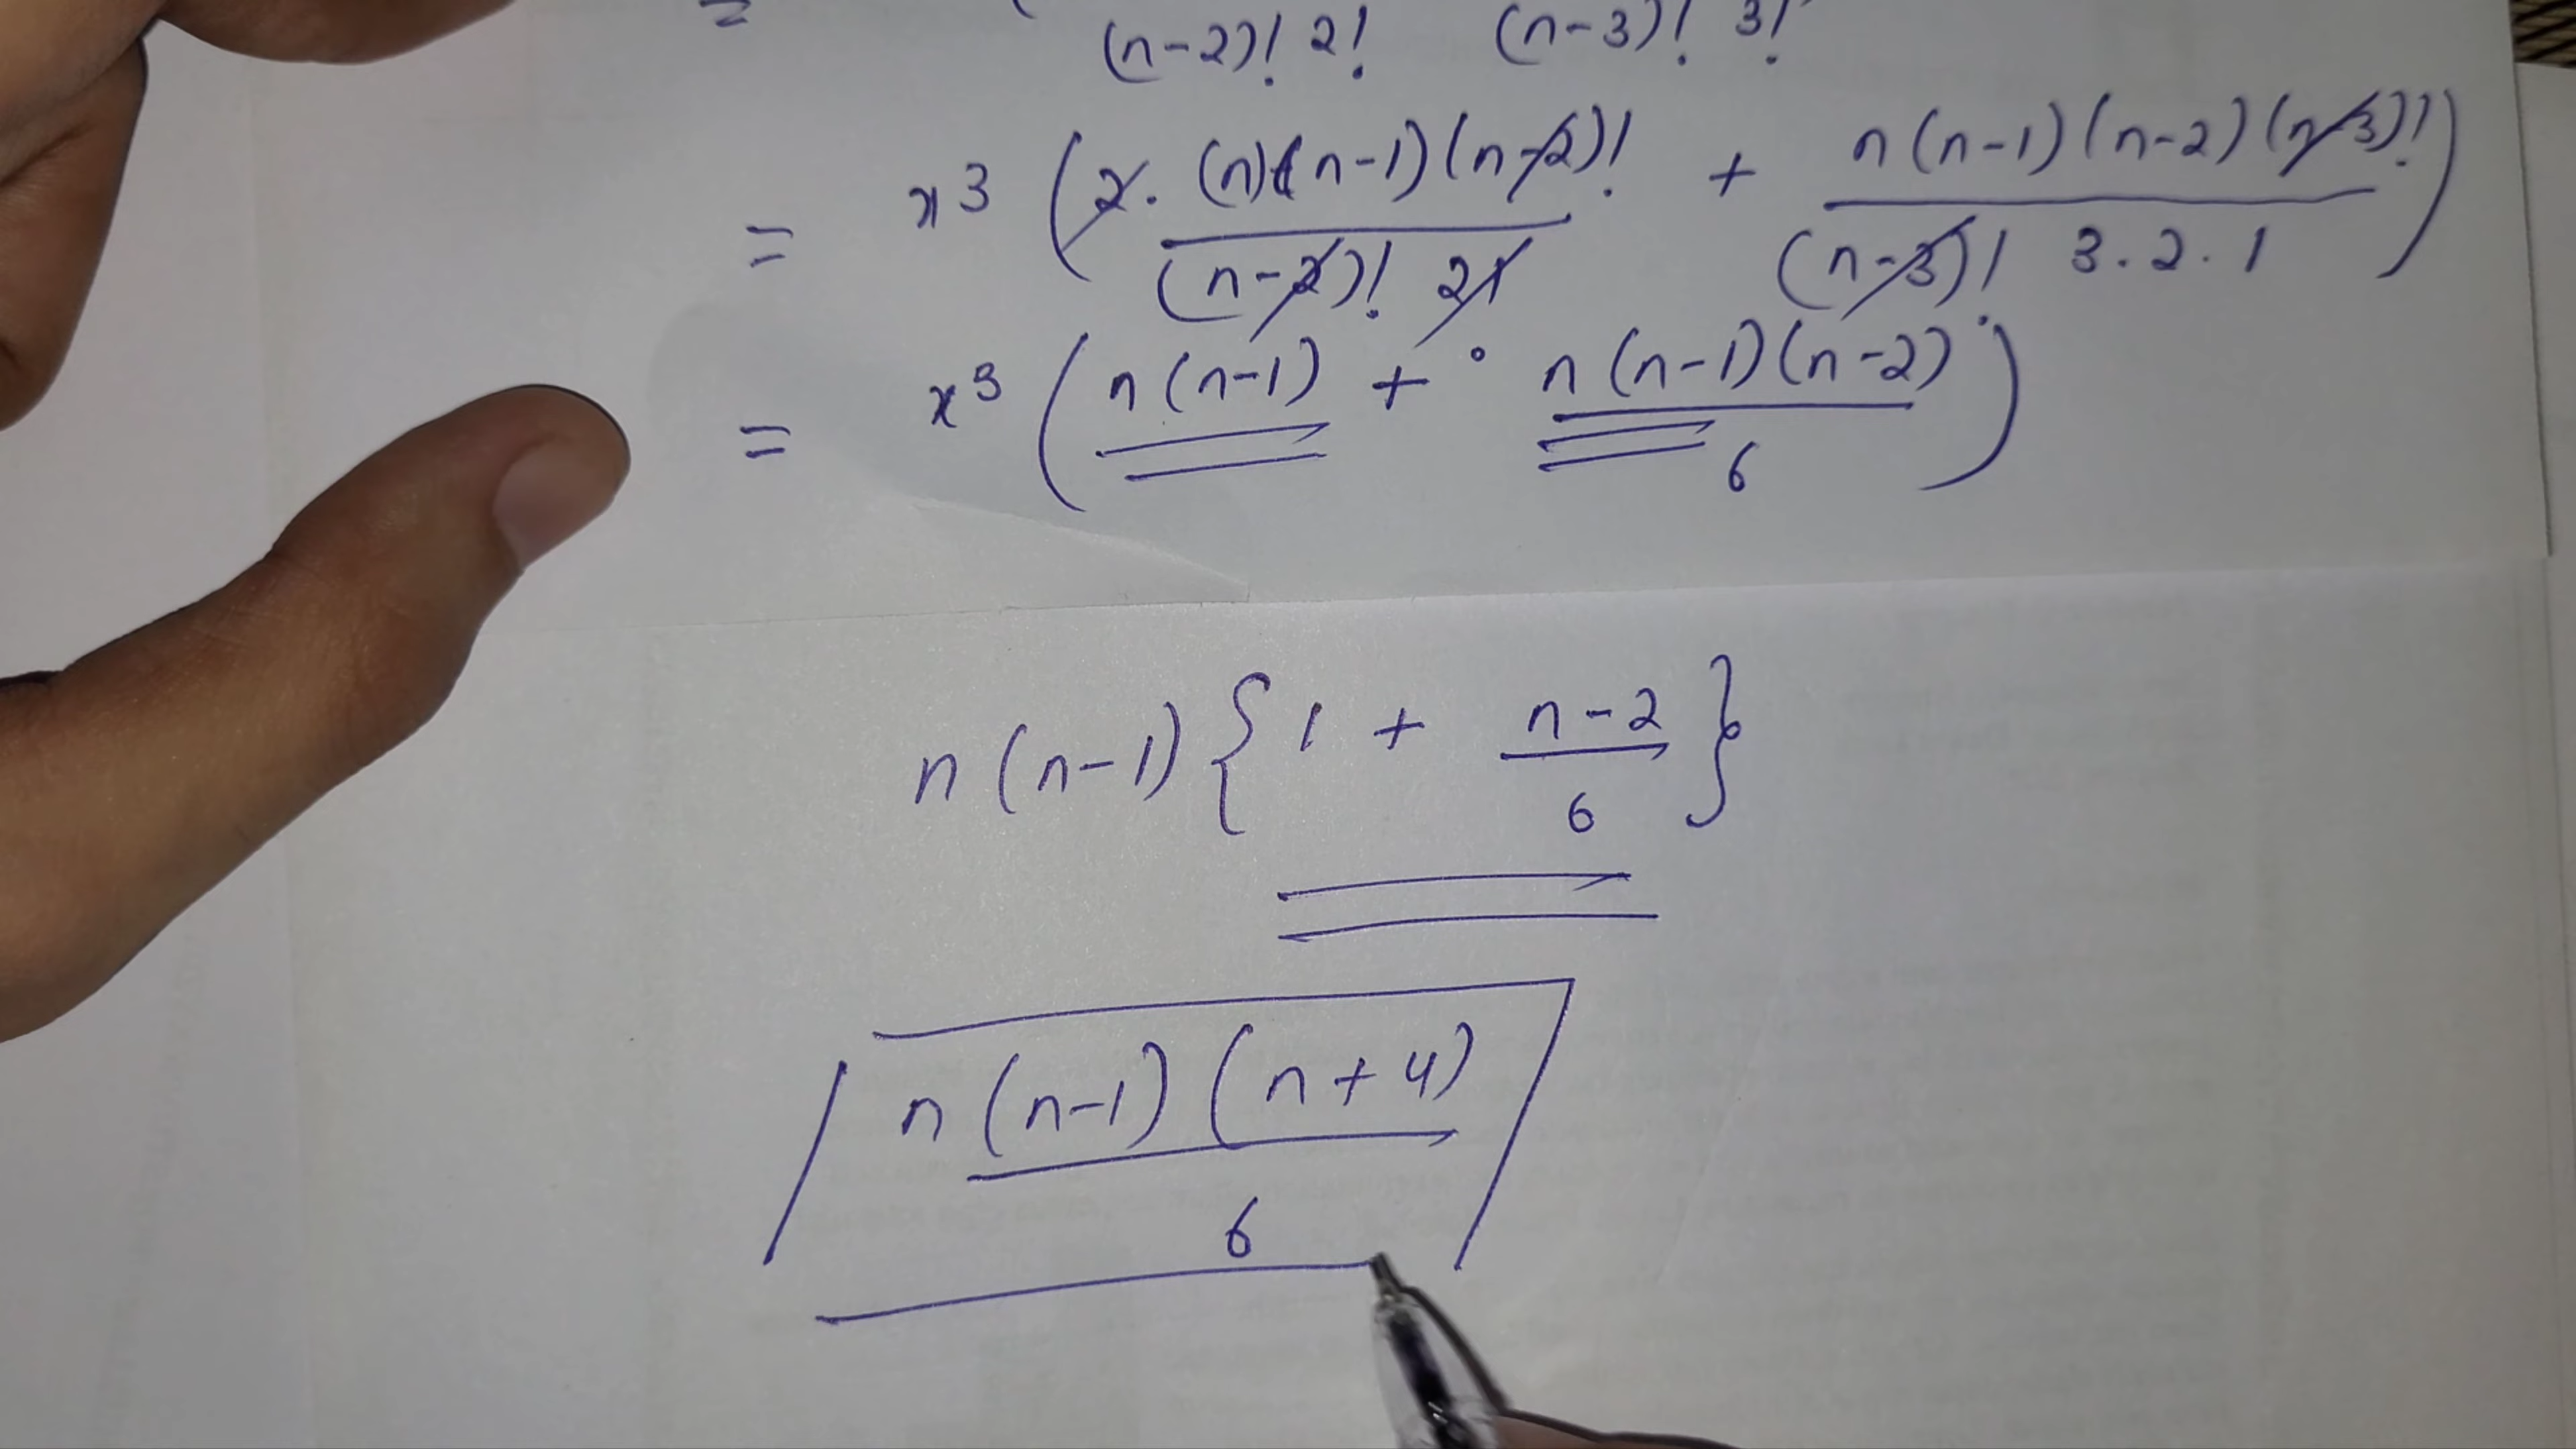 = (n-2)! 2! (n-3)! 3!
= x³ ( 2. (n)(n-1)(n-2)! / (n-2)! 2! + n(n-1)(n-2)(n-3)! / (n-3)! 3.2.1 )
= x³ ( n(n-1) + n(n-1)(n-2) / 6 )
n(n-1) { 1 + n-2 / 6 }
n(n-1)(n+4) / 6